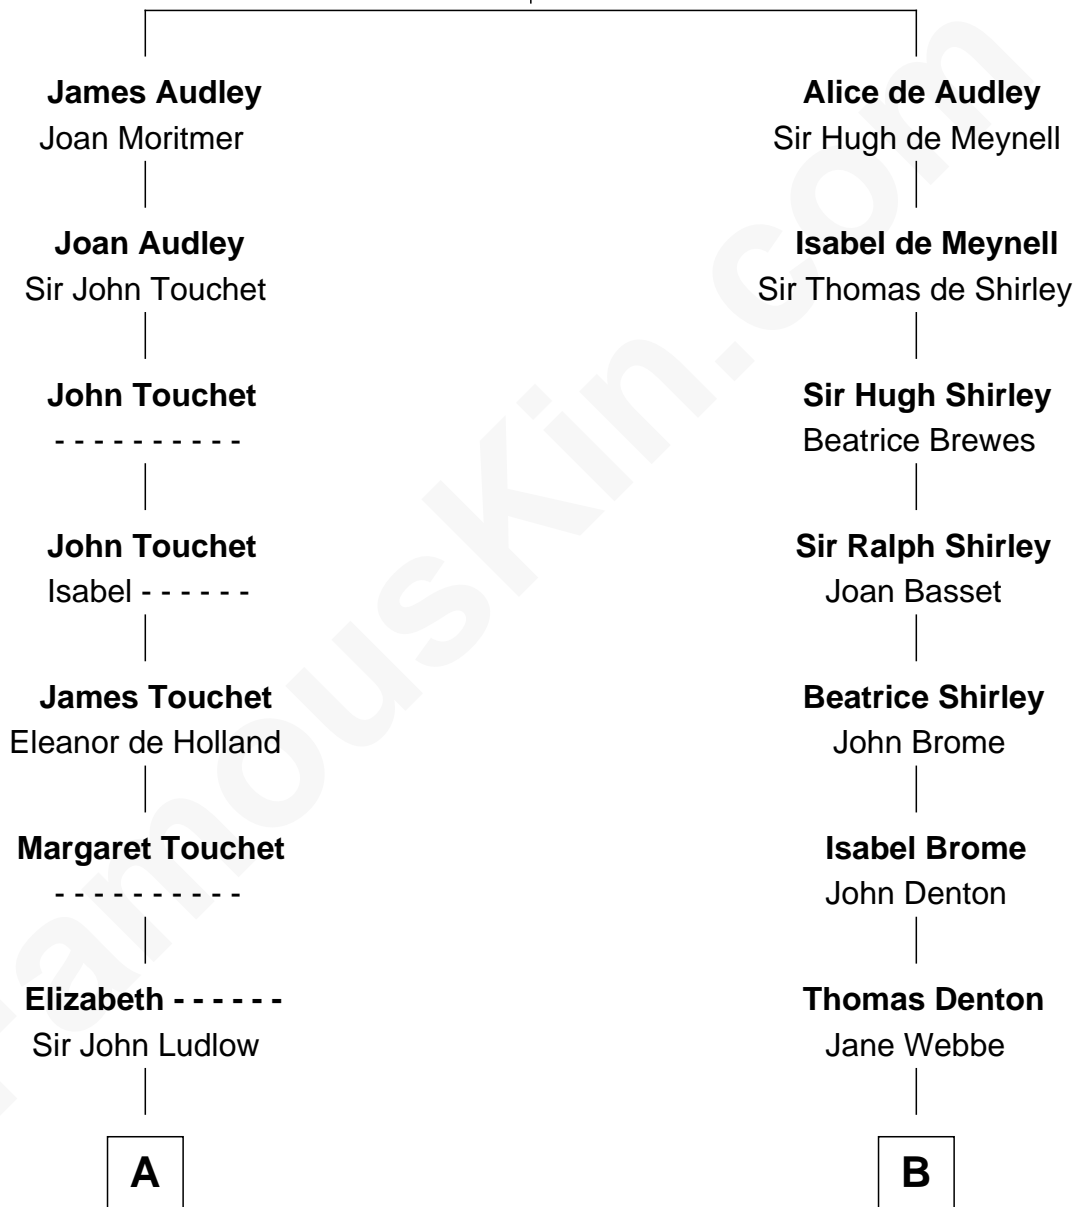 James Audley
Joan Moritmer
Joan Audley
Sir John Touchet
John Touchet
- - - - - - - - - -
John Touchet
Isabel - - - - - -
James Touchet
Eleanor de Holland
Margaret Touchet
- - - - - - - - - -
Elizabeth - - - - - -
Sir John Ludlow
A
Alice de Audley
Sir Hugh de Meynell
Isabel de Meynell
Sir Thomas de Shirley
Sir Hugh Shirley
Beatrice Brewes
Sir Ralph Shirley
Joan Basset
Beatrice Shirley
John Brome
Isabel Brome
John Denton
Thomas Denton
Jane Webbe
B
FamousKin.com